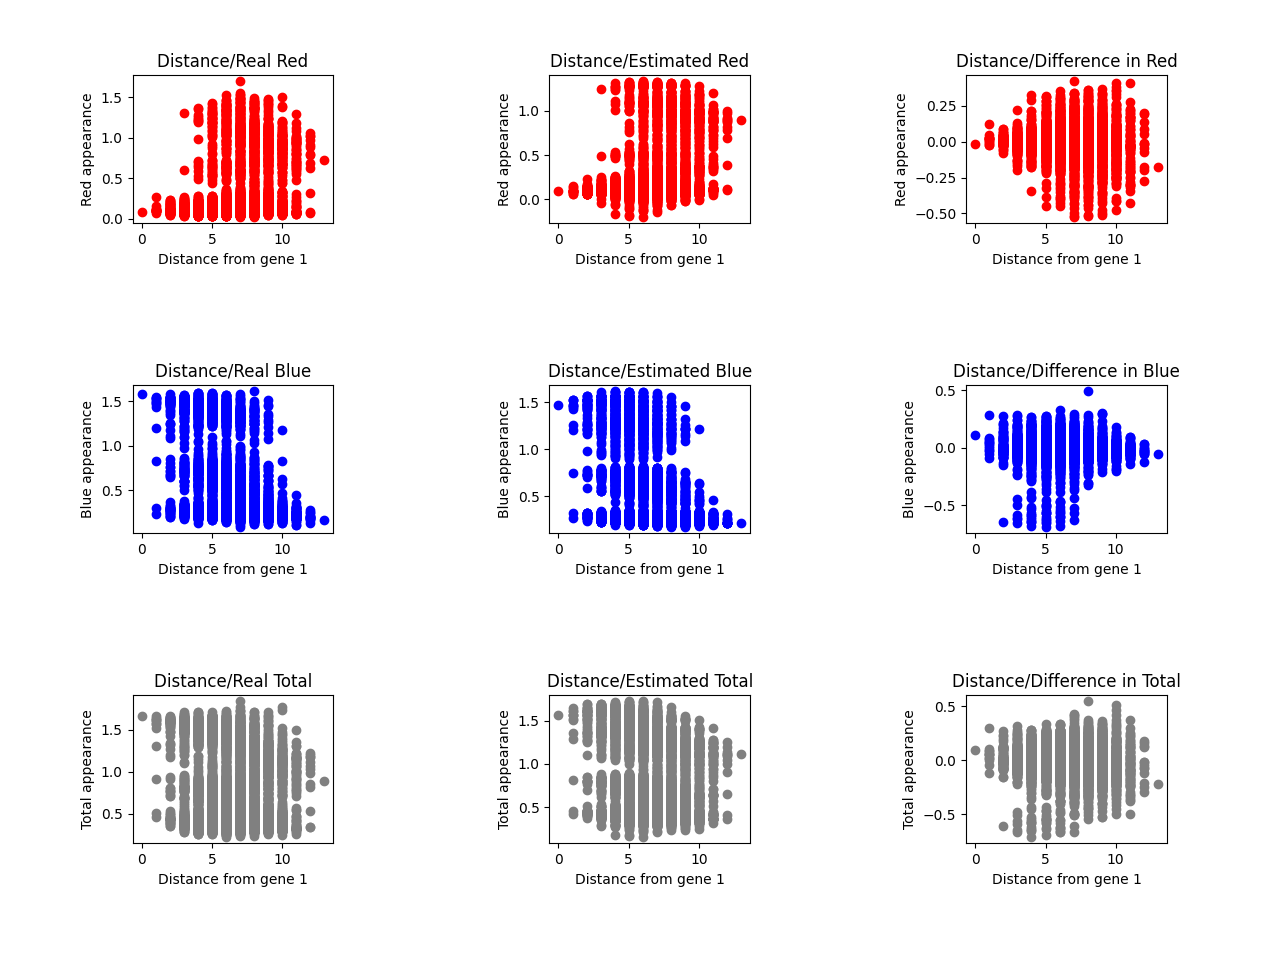 Distance/Real Red
Red appearance
1.5
1.0
0.5
0.0
0 5 10
Distance from gene 1
Distance/Estimated Red
Red appearance
1.0
0.5
0.0
0 5 10
Distance from gene 1
Distance/Difference in Red
Red appearance
0.25
0.00
−0.25
−0.50
0 5 10
Distance from gene 1
Distance/Real Blue
Blue appearance
1.5
1.0
0.5
0 5 10
Distance from gene 1
Distance/Estimated Blue
Blue appearance
1.5
1.0
0.5
0 5 10
Distance from gene 1
Distance/Difference in Blue
Blue appearance
0.5
0.0
−0.5
0 5 10
Distance from gene 1
Distance/Real Total
Total appearance
1.5
1.0
0.5
0 5 10
Distance from gene 1
Distance/Estimated Total
Total appearance
1.5
1.0
0.5
0 5 10
Distance from gene 1
Distance/Difference in Total
Total appearance
0.5
0.0
−0.5
0 5 10
Distance from gene 1